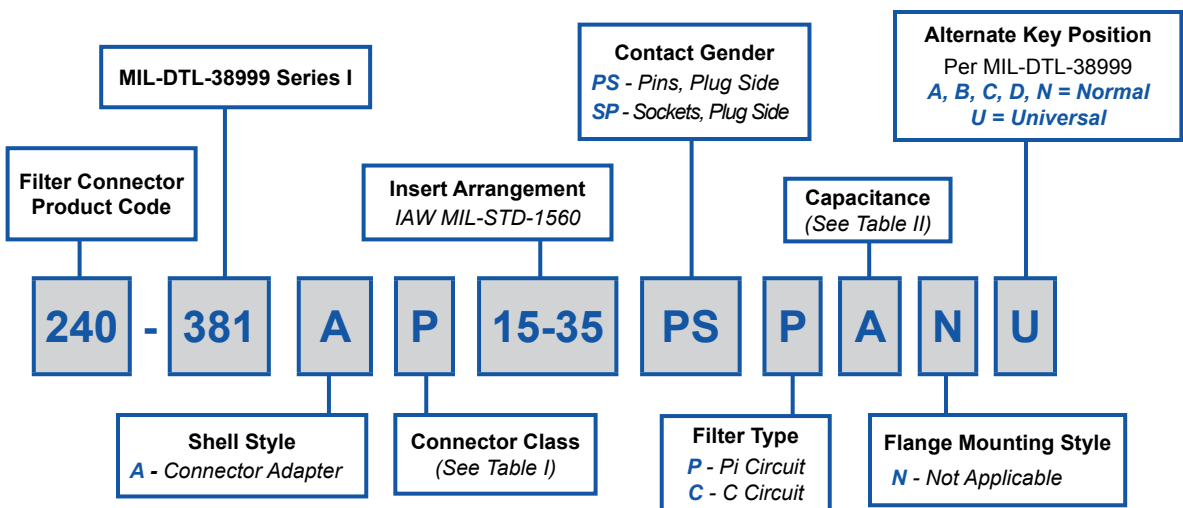 MIL-DTL-38999 Series I
Contact Gender
PS - Pins, Plug Side
SP - Sockets, Plug Side
Alternate Key Position
Per MIL-DTL-38999
A, B, C, D, N = Normal
U = Universal
Filter Connector
Product Code
Insert Arrangement
IAW MIL-STD-1560
Capacitance
(See Table II)
240 - 381 A P 15-35 PS P A N U
Shell Style
A - Connector Adapter
Connector Class
(See Table I)
Filter Type
P - Pi Circuit
C - C Circuit
Flange Mounting Style
N - Not Applicable